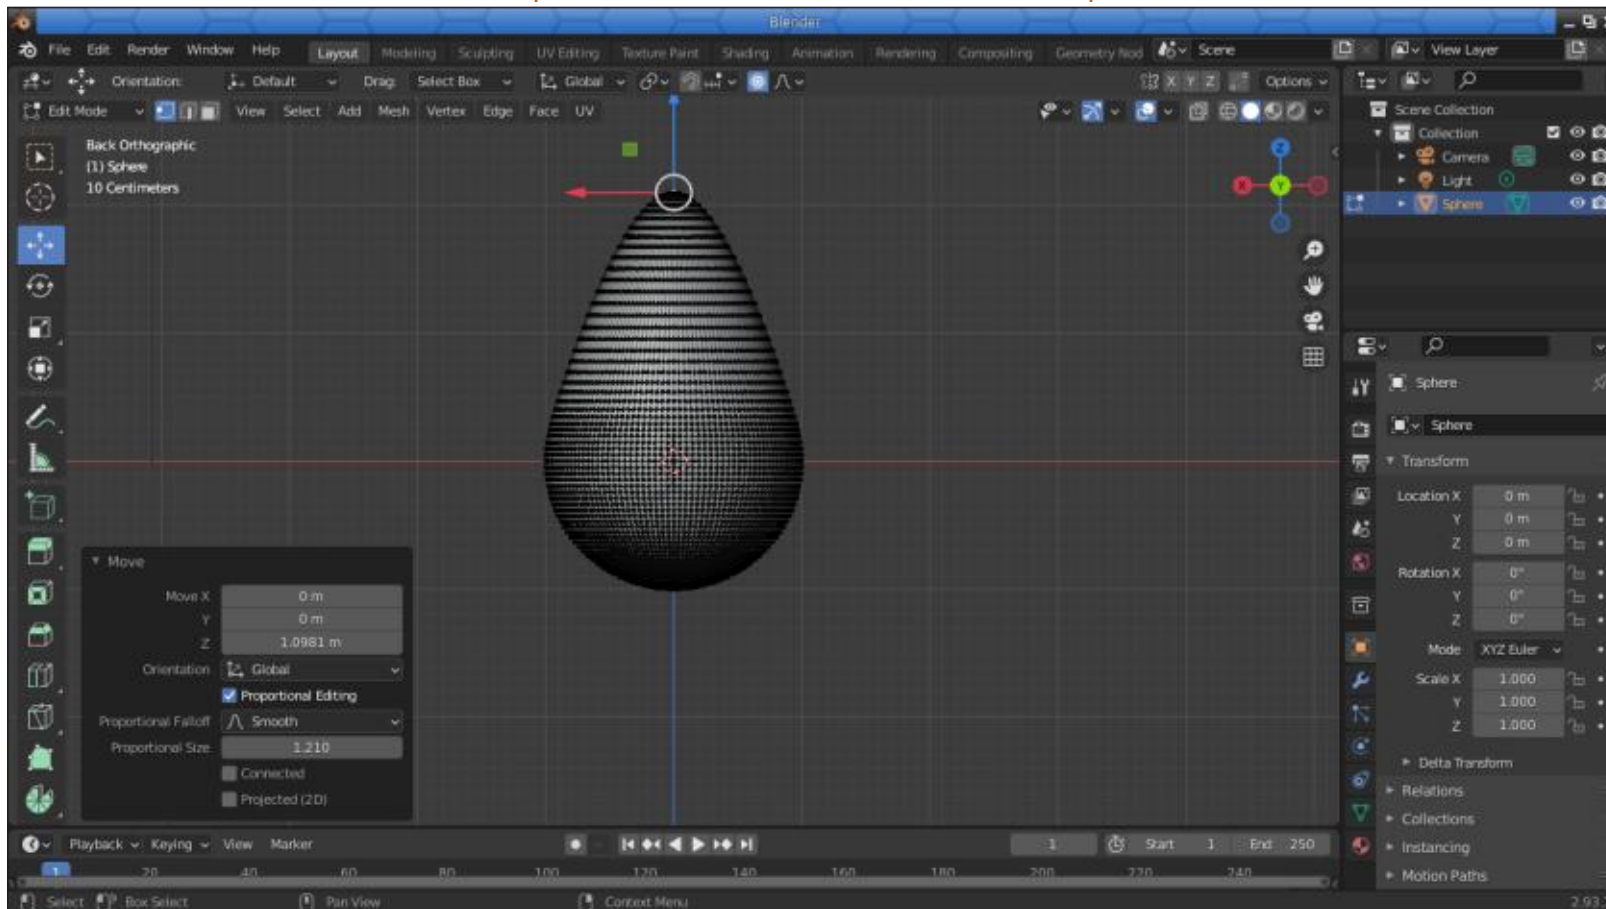 Blender
File Edit Render Window Help Layout Modeling Sculpting UV Editing Texture Paint Shading Animation Rendering Compositing Geometry Nod Scene View Layer
Orientation: Default Drag: Select Box Global X Y Z Options
Edit Mode View Select Add Mesh Vertex Edge Face UV
Back Orthographic
(1) Sphere
10 Centimeters
Z
X
Y
Scene Collection
Collection
Camera
Light
Sphere
Sphere
Sphere
Transform
Location X 0 m
Y 0 m
Z 0 m
Rotation X 0°
Y 0°
Z 0°
Mode XYZ Euler
Scale X 1.000
Y 1.000
Z 1.000
Delta Transform
Relations
Collections
Instancing
Motion Paths
Move
Move X 0 m
Y 0 m
Z 1.0981 m
Orientation Global
Proportional Editing
Proportional Falloff Smooth
Proportional Size 1.210
Connected
Projected (2D)
Playback Keying View Marker 1 Start 1 End 250
1 20 40 60 80 100 120 140 160 180 200 220 240
Select Box Select Pan View Context Menu 2.93